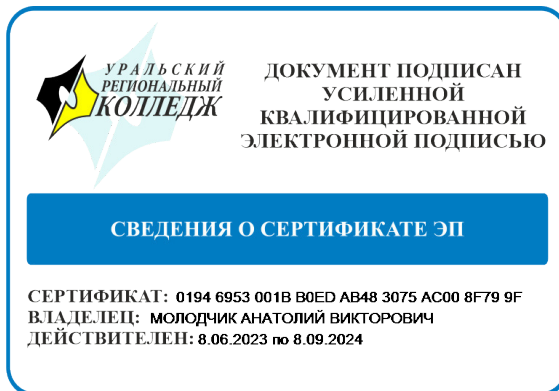 УРАЛЬСКИЙ
РЕГИОНАЛЬНЫЙ
КОЛЛЕДЖ
ДОКУМЕНТ ПОДПИСАН
УСИЛЕННОЙ
КВАЛИФИЦИРОВАННОЙ
ЭЛЕКТРОННОЙ ПОДПИСЬЮ
СВЕДЕНИЯ О СЕРТИФИКАТЕ ЭП
СЕРТИФИКАТ: 0194 6953 001B B0ED AB48 3075 AC00 8F79 9F
ВЛАДЕЛЕЦ: МОЛОДЧИК АНАТОЛИЙ ВИКТОРОВИЧ
ДЕЙСТВИТЕЛЕН: 8.06.2023 по 8.09.2024